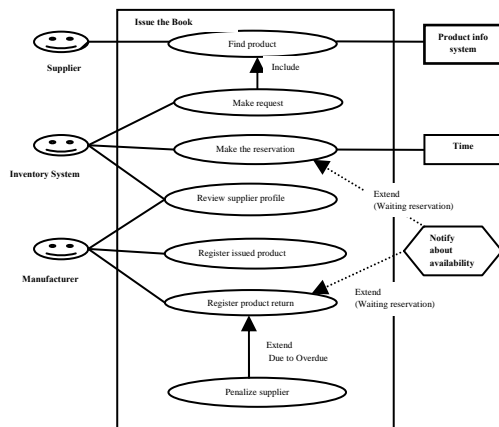 Issue the Book
Find product
Product info
system
Supplier
Include
Make request
Make the reservation
Time
Inventory System
Review supplier profile
Extend
(Waiting reservation)
Notify
about
availability
Register issued product
Manufacturer
Register product return
Extend
(Waiting reservation)
Extend
Due to Overdue
Penalize supplier